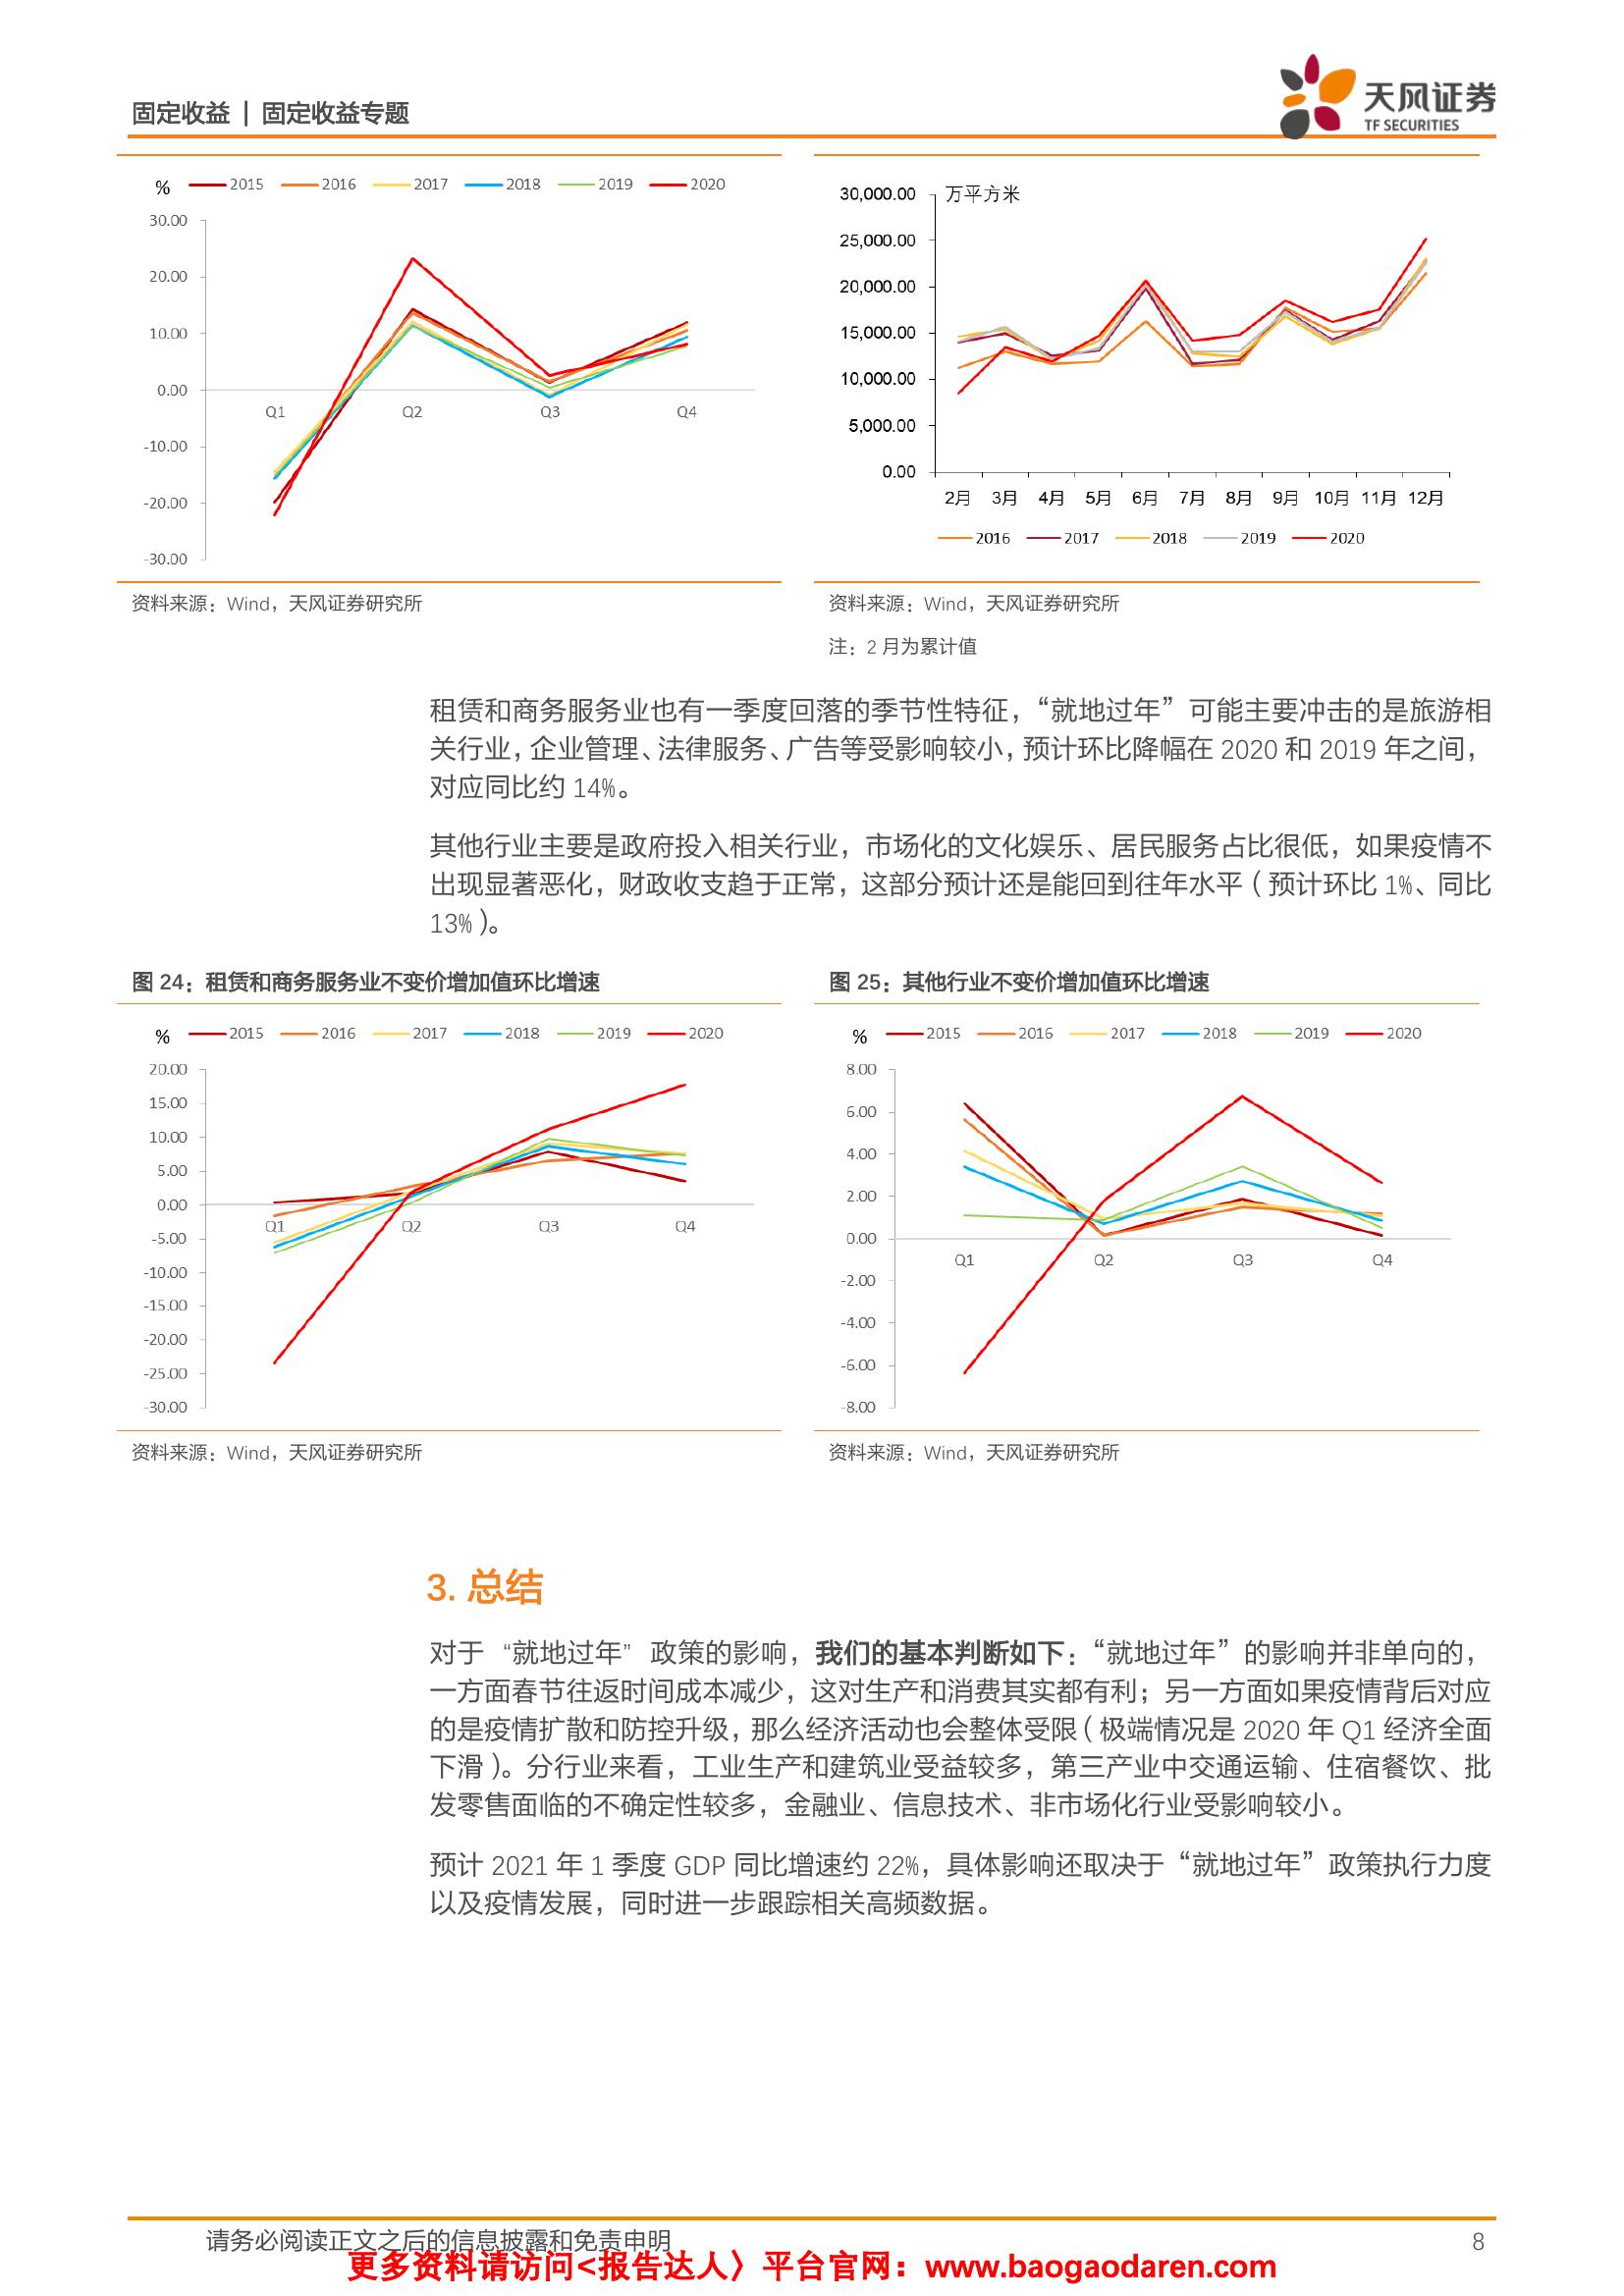 固定收益 | 固定收益专题
天风证券
TF SECURITIES
% 2015 2016 2017 2018 2019 2020
30.00
20.00
10.00
0.00
-10.00
-20.00
-30.00
Q1 Q2 Q3 Q4
资料来源：Wind，天风证券研究所
万平方米
30,000.00
25,000.00
20,000.00
15,000.00
10,000.00
5,000.00
0.00
2月 3月 4月 5月 6月 7月 8月 9月 10月 11月 12月
2016 2017 2018 2019 2020
资料来源：Wind，天风证券研究所
注：2 月为累计值
租赁和商务服务业也有一季度回落的季节性特征，“就地过年”可能主要冲击的是旅游相
关行业，企业管理、法律服务、广告等受影响较小，预计环比降幅在 2020 和 2019 年之间，
对应同比约 14%。
其他行业主要是政府投入相关行业，市场化的文化娱乐、居民服务占比很低，如果疫情不
出现显著恶化，财政收支趋于正常，这部分预计还是能回到往年水平（预计环比 1%、同比
13%）。
图 24：租赁和商务服务业不变价增加值环比增速
% 2015 2016 2017 2018 2019 2020
20.00
15.00
10.00
5.00
0.00
-5.00
-10.00
-15.00
-20.00
-25.00
-30.00
Q1 Q2 Q3 Q4
资料来源：Wind，天风证券研究所
图 25：其他行业不变价增加值环比增速
% 2015 2016 2017 2018 2019 2020
8.00
6.00
4.00
2.00
0.00
-2.00
-4.00
-6.00
-8.00
Q1 Q2 Q3 Q4
资料来源：Wind，天风证券研究所
3. 总结
对于 “就地过年” 政策的影响，我们的基本判断如下：“就地过年”的影响并非单向的，
一方面春节往返时间成本减少，这对生产和消费其实都有利；另一方面如果疫情背后对应
的是疫情扩散和防控升级，那么经济活动也会整体受限（极端情况是 2020 年 Q1 经济全面
下滑）。分行业来看，工业生产和建筑业受益较多，第三产业中交通运输、住宿餐饮、批
发零售面临的不确定性较多，金融业、信息技术、非市场化行业受影响较小。
预计 2021 年 1 季度 GDP 同比增速约 22%，具体影响还取决于“就地过年”政策执行力度
以及疫情发展，同时进一步跟踪相关高频数据。
请务必阅读正文之后的信息披露和免责申明
8
更多资料请访问<报告达人〉平台官网：www.baogaodaren.com